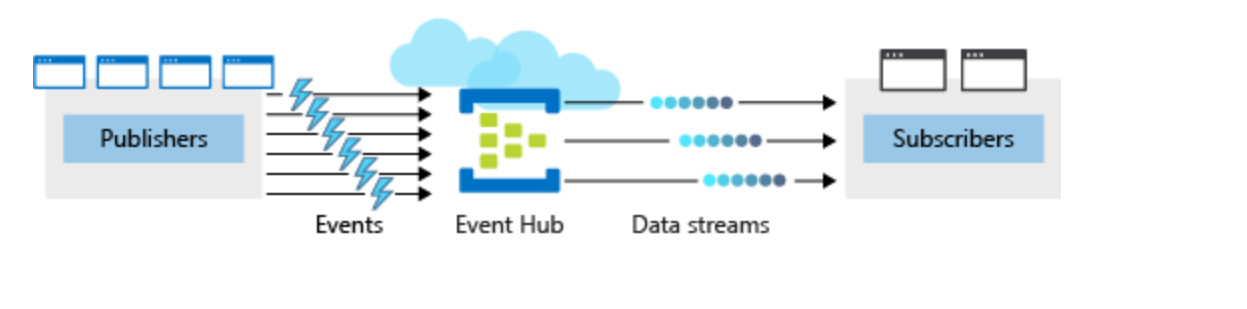 Publishers
Subscribers
Events
Event Hub
Data streams